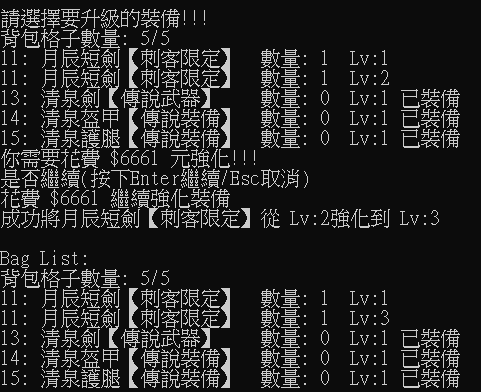 請選擇要升級的裝備!!!
背包格子數量: 5/5
11: 月辰短劍【刺客限定】 數量: 1 Lv:1
11: 月辰短劍【刺客限定】 數量: 1 Lv:2
13: 清泉劍【傳說武器】 數量: 0 Lv:1 已裝備
14: 清泉盔甲【傳說裝備】 數量: 0 Lv:1 已裝備
15: 清泉護腿【傳說裝備】 數量: 0 Lv:1 已裝備
你需要花費 $6661 元強化!!!
是否繼續(按下Enter繼續/Esc取消)
花費 $6661 繼續強化裝備
成功將月辰短劍【刺客限定】從 Lv:2強化到 Lv:3
Bag List:
背包格子數量: 5/5
11: 月辰短劍【刺客限定】 數量: 1 Lv:1
11: 月辰短劍【刺客限定】 數量: 1 Lv:3
13: 清泉劍【傳說武器】 數量: 0 Lv:1 已裝備
14: 清泉盔甲【傳說裝備】 數量: 0 Lv:1 已裝備
15: 清泉護腿【傳說裝備】 數量: 0 Lv:1 已裝備